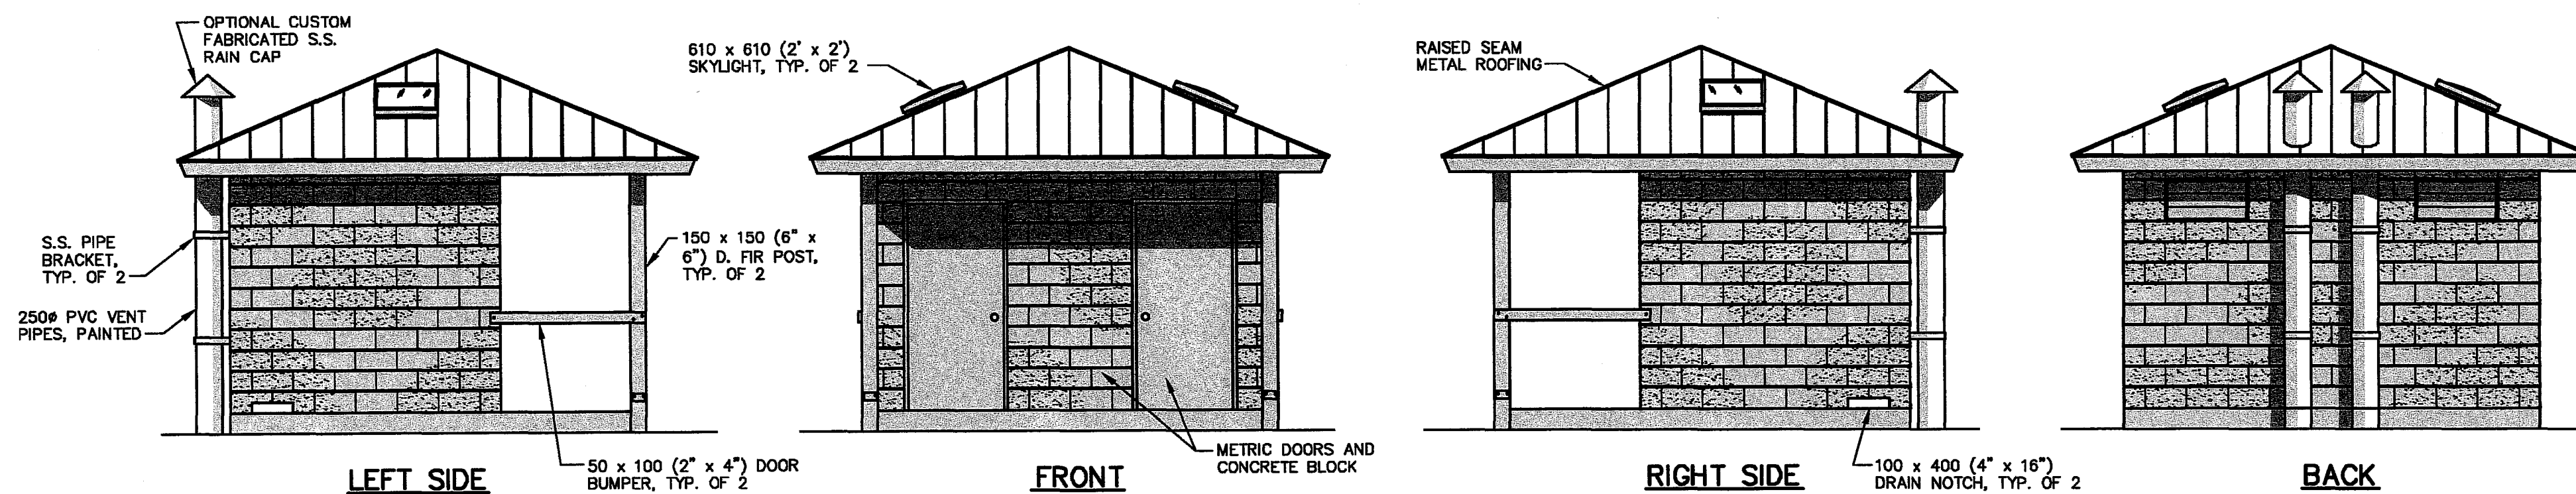 OPTIONAL CUSTOM
FABRICATED S.S.
RAIN CAP
S.S. PIPE
BRACKET,
TYP. OF 2
250ø PVC VENT
PIPES, PAINTED
150 x 150 (6" x
6") D. FIR POST,
TYP. OF 2
50 x 100 (2" x 4") DOOR
BUMPER, TYP. OF 2
LEFT SIDE
610 x 610 (2' x 2')
SKYLIGHT, TYP. OF 2
METRIC DOORS AND
CONCRETE BLOCK
FRONT
RAISED SEAM
METAL ROOFING
100 x 400 (4" x 16")
DRAIN NOTCH, TYP. OF 2
RIGHT SIDE
BACK